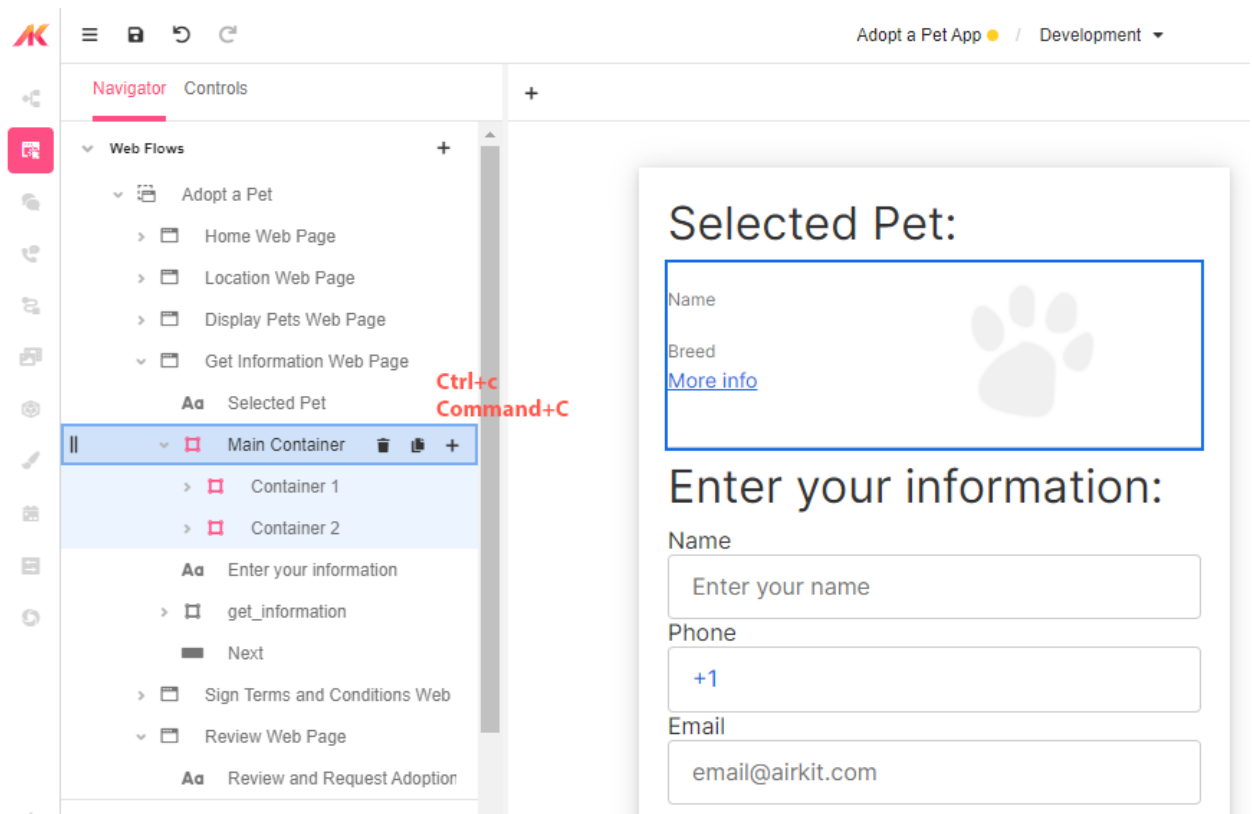 Adopt a Pet App / Development
Navigator Controls
+
Web Flows +
Adopt a Pet
Home Web Page
Location Web Page
Display Pets Web Page
Get Information Web Page
Aa Selected Pet
Ctrl+c
Command+C
Main Container +
Container 1
Container 2
Aa Enter your information
get_information
Next
Sign Terms and Conditions Web
Review Web Page
Aa Review and Request Adoption
Selected Pet:
Name
Breed
More info
Enter your information:
Name
Enter your name
Phone
+1
Email
email@airkit.com